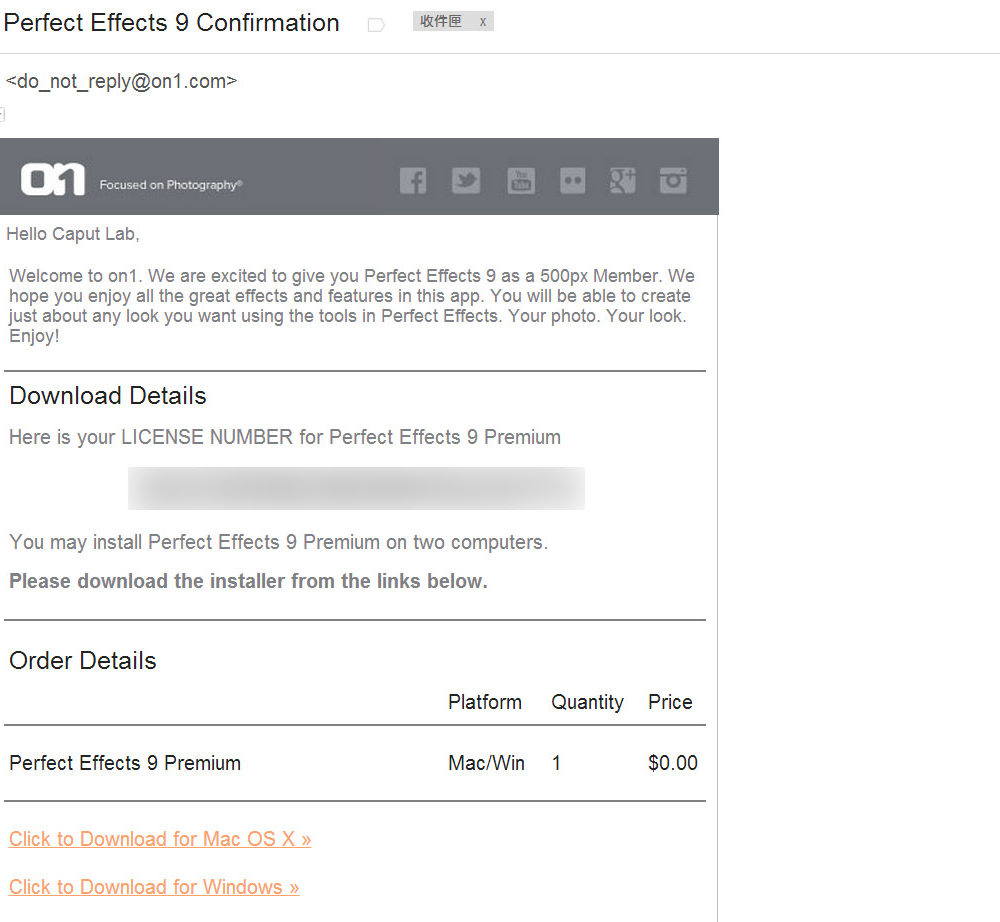 Perfect Effects 9 Confirmation 收件匣 x
<do_not_reply@on1.com>
on1 Focused on Photography®
You Tube
Hello Caput Lab,
Welcome to on1. We are excited to give you Perfect Effects 9 as a 500px Member. We
hope you enjoy all the great effects and features in this app. You will be able to create
just about any look you want using the tools in Perfect Effects. Your photo. Your look.
Enjoy!
Download Details
Here is your LICENSE NUMBER for Perfect Effects 9 Premium
You may install Perfect Effects 9 Premium on two computers.
Please download the installer from the links below.
Order Details
Platform Quantity Price
Perfect Effects 9 Premium Mac/Win 1 $0.00
Click to Download for Mac OS X »
Click to Download for Windows »